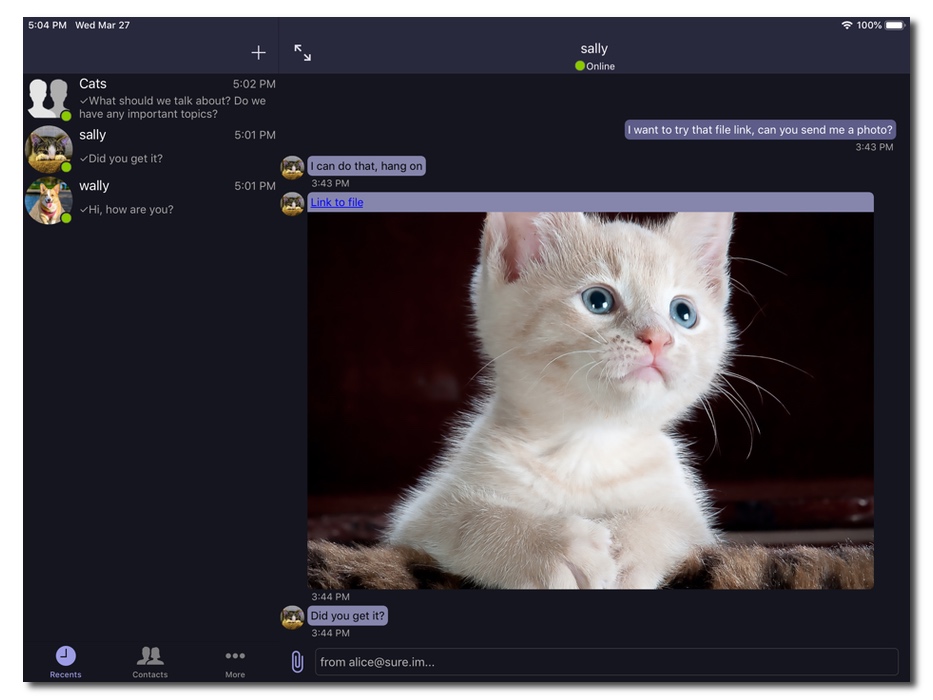 5:04 PM Wed Mar 27
100%
Cats
5:02 PM
✓What should we talk about? Do we
have any important topics?
sally
5:01 PM
✓Did you get it?
wally
5:01 PM
✓Hi, how are you?
Recents
Contacts
More
sally
Online
I want to try that file link, can you send me a photo?
3:43 PM
I can do that, hang on
3:43 PM
Link to file
3:44 PM
Did you get it?
3:44 PM
from alice@sure.im...